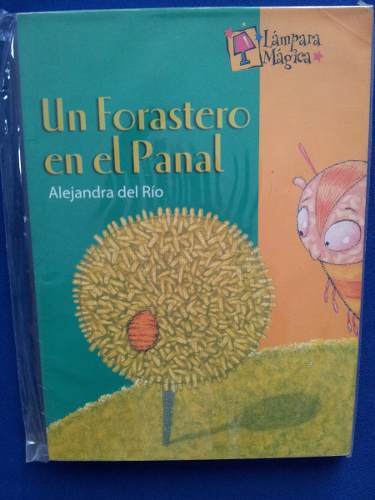 Lámpara
Mágica
Un Forastero
en el Panal
Alejandra del Río